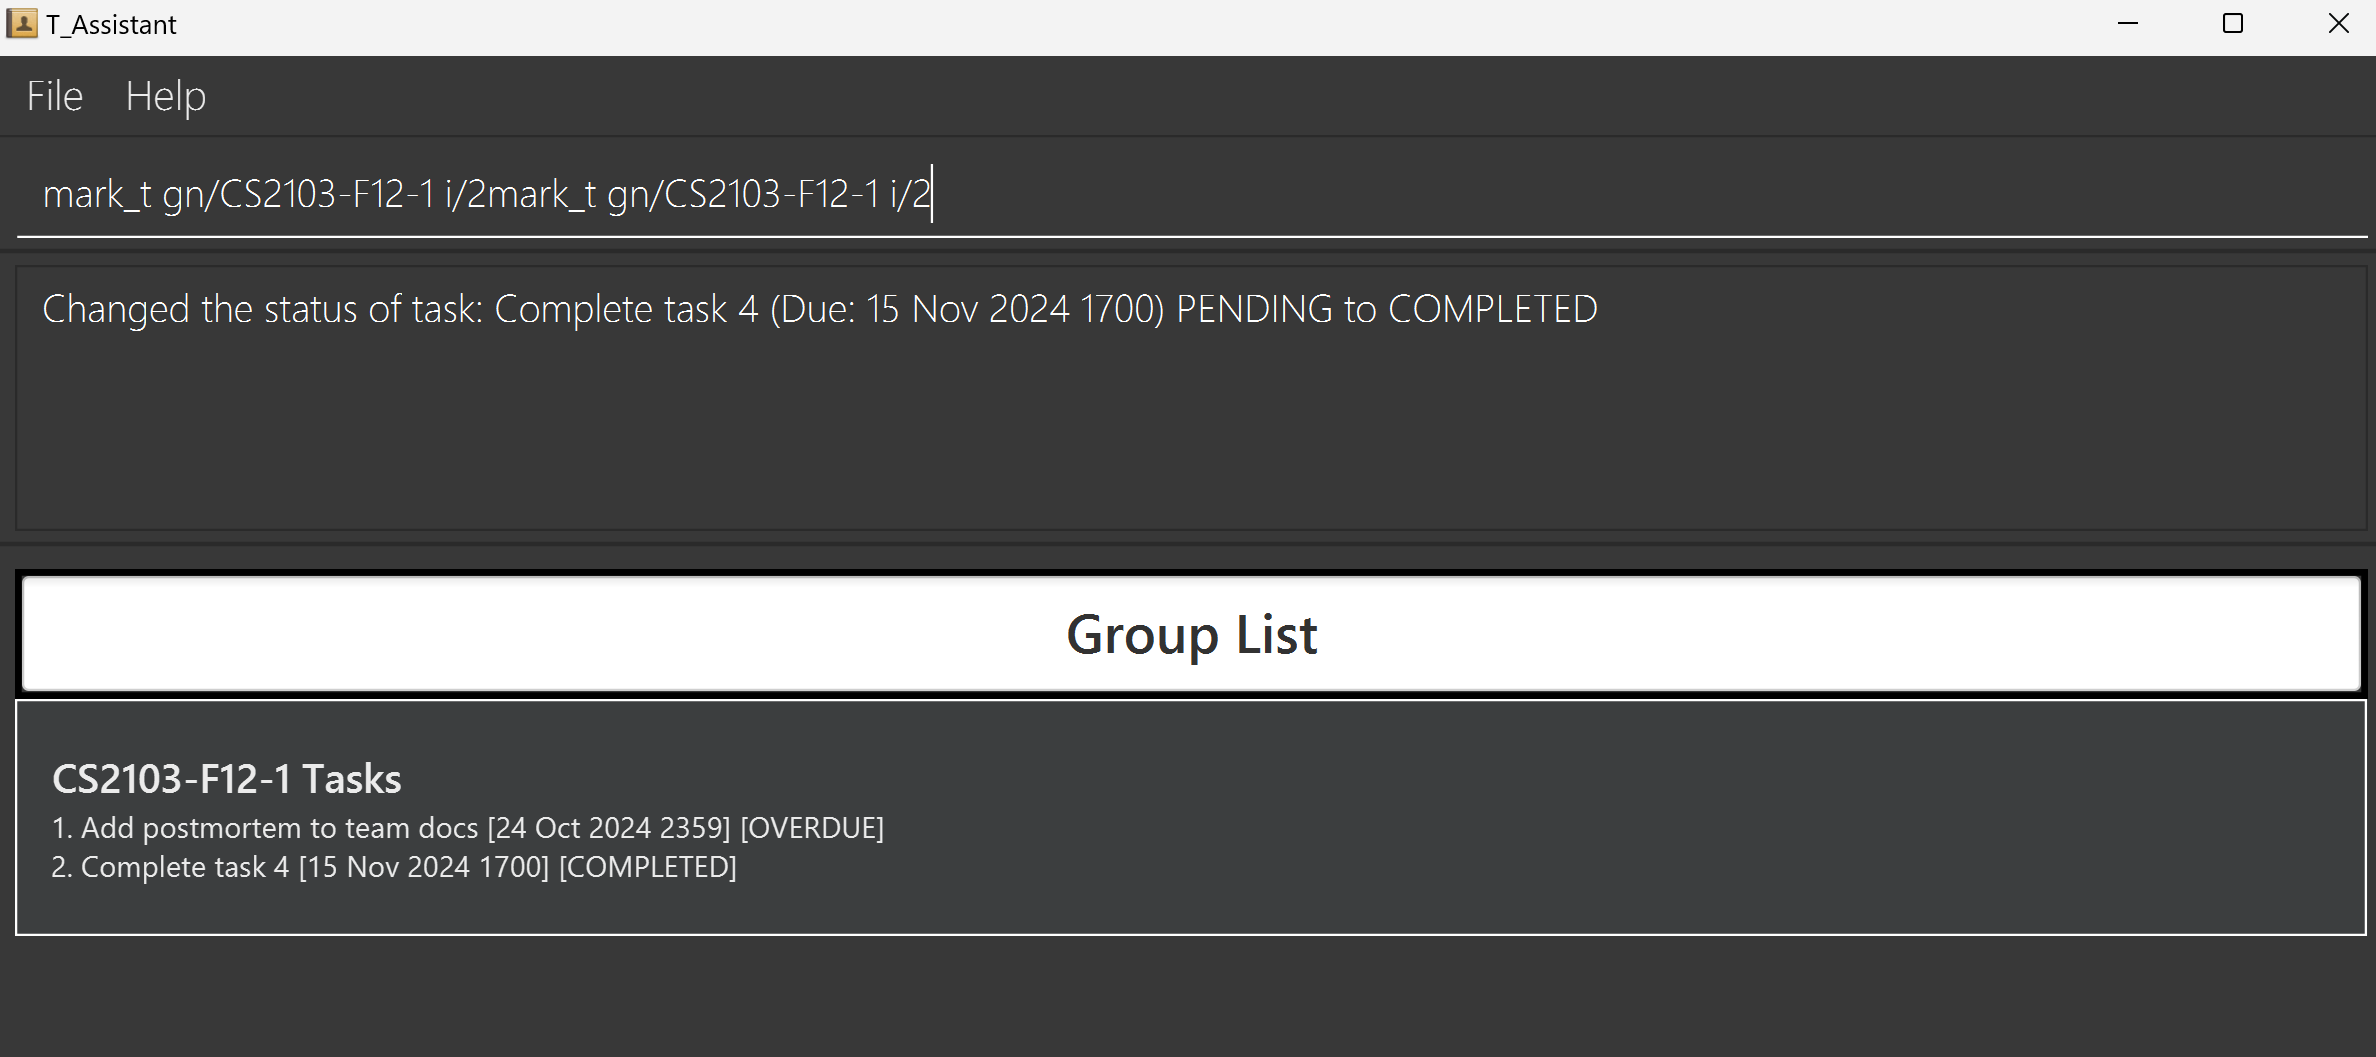 T_Assistant
File Help
mark_t gn/CS2103-F12-1 i/2mark_t gn/CS2103-F12-1 i/2
Changed the status of task: Complete task 4 (Due: 15 Nov 2024 1700) PENDING to COMPLETED
Group List
CS2103-F12-1 Tasks
1. Add postmortem to team docs [24 Oct 2024 2359] [OVERDUE]
2. Complete task 4 [15 Nov 2024 1700] [COMPLETED]